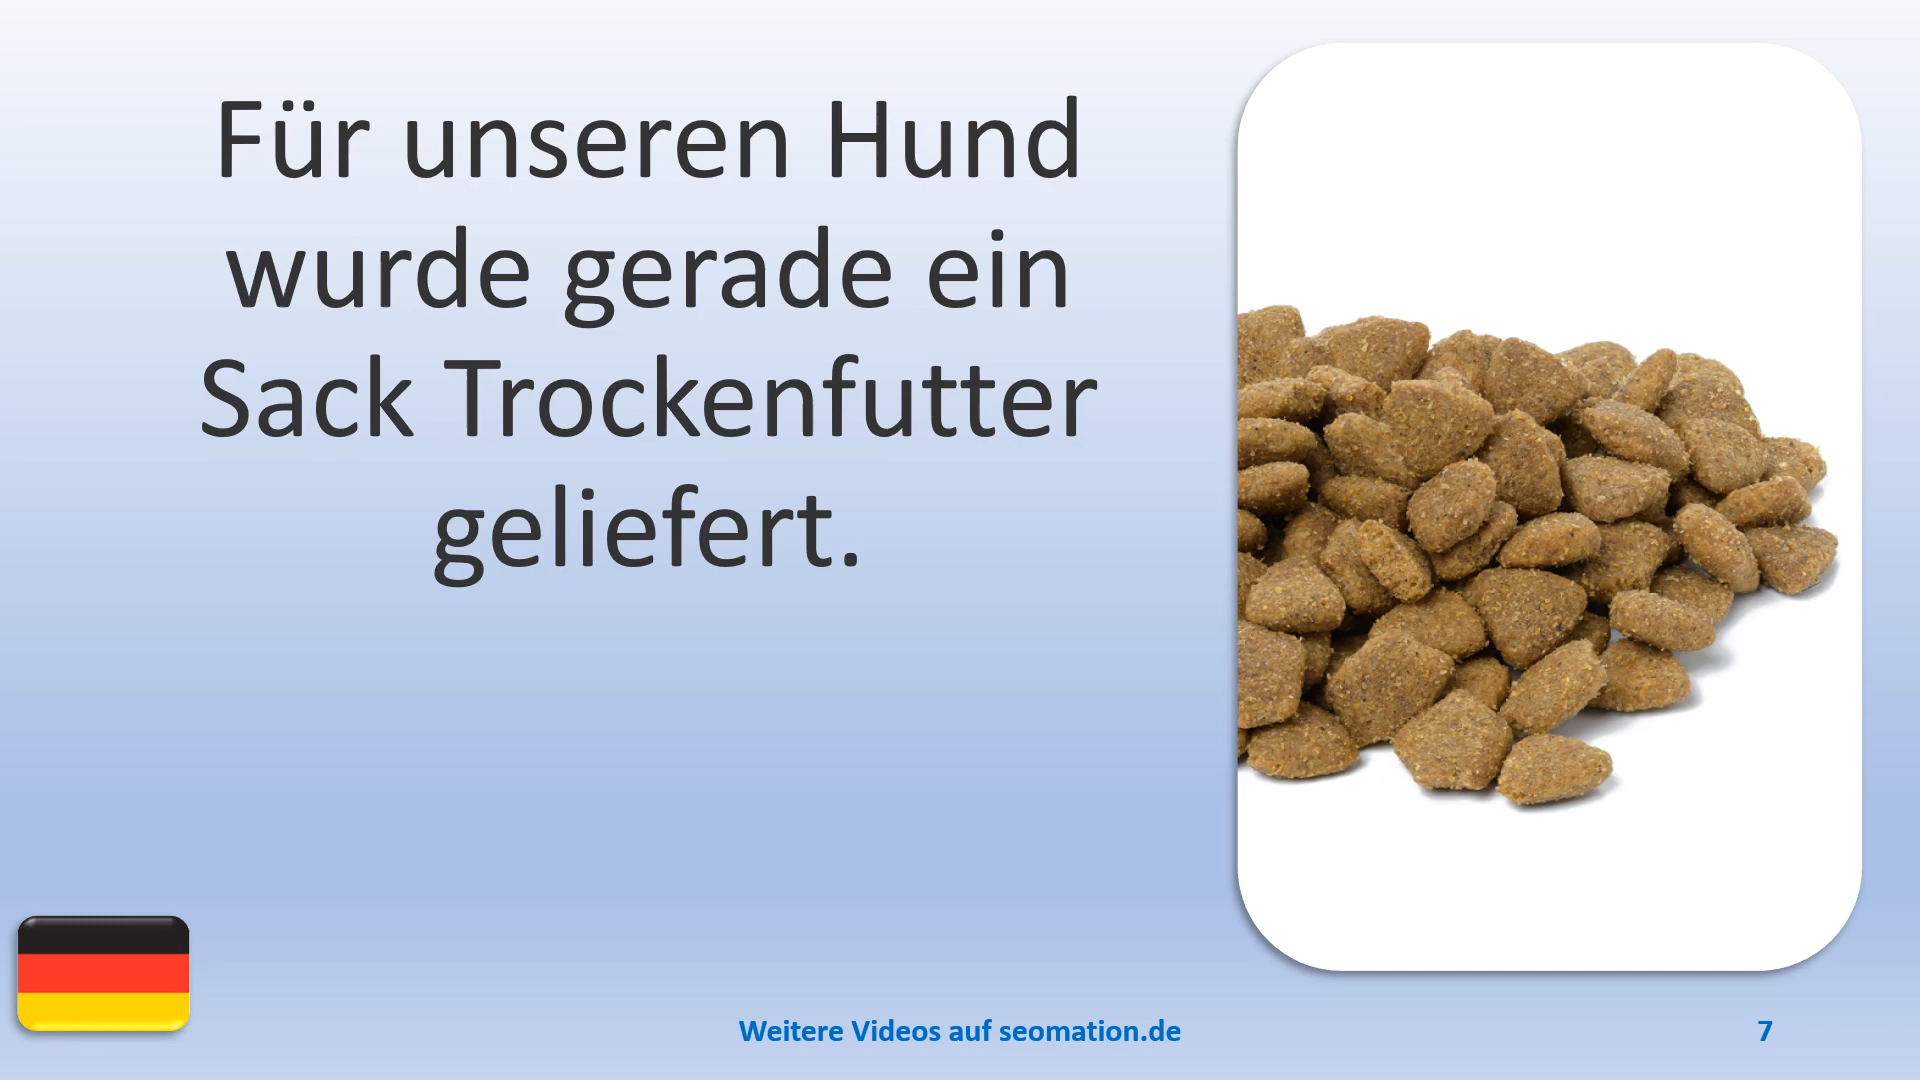 Für unseren Hund
wurde gerade ein
Sack Trockenfutter
geliefert.
Weitere Videos auf seomation.de
7